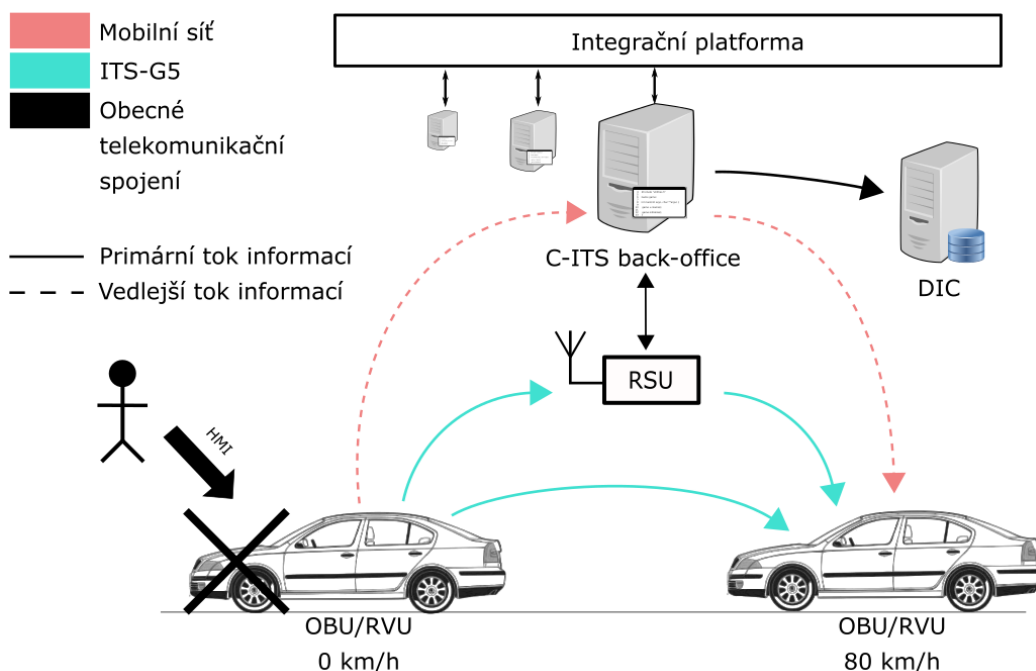 Mobilní síť
ITS-G5
Obecné
telekomunikační
spojení
Primární tok informací
Vedlejší tok informací
Integrační platforma
C-ITS back-office
DIC
RSU
HMI
OBU/RVU
0 km/h
OBU/RVU
80 km/h